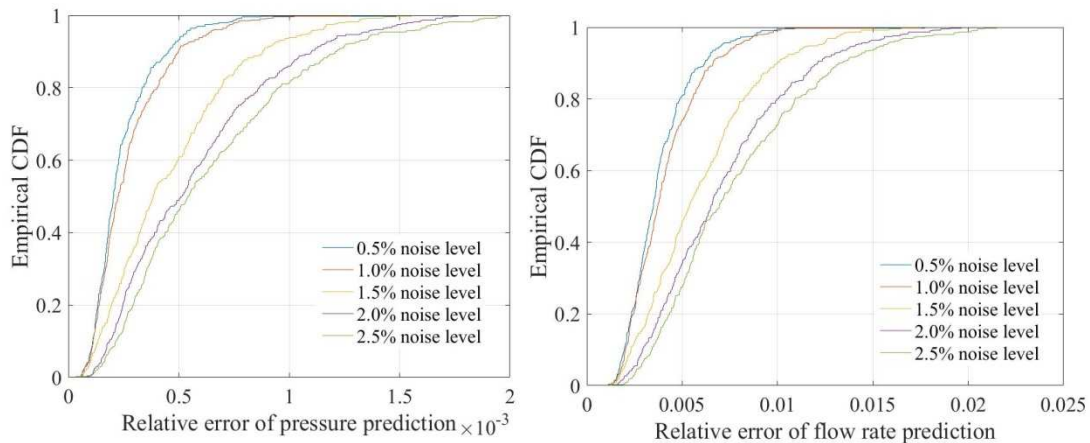 1
0.8
0.6
0.4
0.2
0
Empirical CDF
0.5% noise level
1.0% noise level
1.5% noise level
2.0% noise level
2.5% noise level
0 0.5 1 1.5 2
Relative error of pressure prediction ×10⁻³
1
0.8
0.6
0.4
0.2
0
Empirical CDF
0.5% noise level
1.0% noise level
1.5% noise level
2.0% noise level
2.5% noise level
0 0.005 0.01 0.015 0.02 0.025
Relative error of flow rate prediction